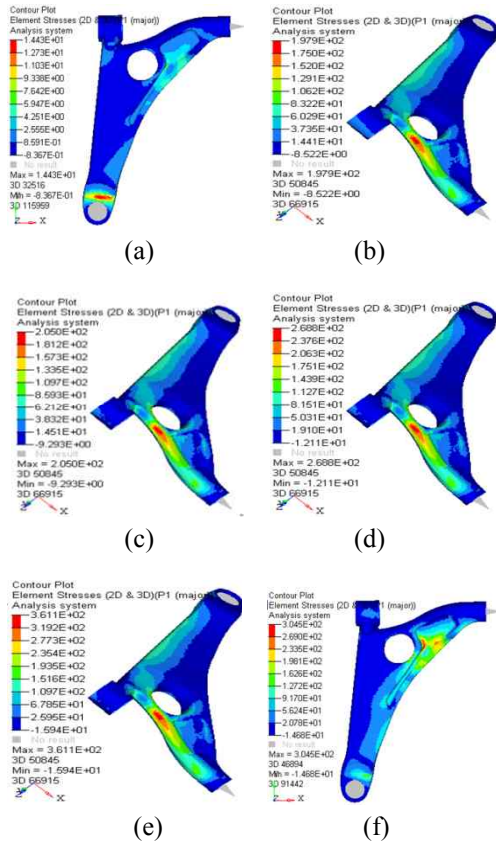 Contour Plot
Element Stresses (2D & 3D)(P1 (major))
Analysis system
1.443E+01
1.273E+01
1.103E+01
9.338E+00
7.642E+00
5.947E+00
4.251E+00
2.555E+00
8.591E-01
-8.367E-01
No result
Max = 1.443E+01
3D 32516
Min = -8.367E-01
3D 115959
Z X
(a)
Contour Plot
Element Stresses (2D & 3D)(P1 (major))
Analysis system
1.979E+02
1.750E+02
1.520E+02
1.291E+02
1.062E+02
8.322E+01
6.029E+01
3.735E+01
1.441E+01
-8.522E+00
No result
Max = 1.979E+02
3D 50845
Min = -8.522E+00
3D 66915
Z X
(b)
Contour Plot
Element Stresses (2D & 3D)(P1 (major)
Analysis system
2.050E+02
1.812E+02
1.573E+02
1.335E+02
1.097E+02
8.593E+01
6.212E+01
3.832E+01
1.451E+01
-9.293E+00
No result
Max = 2.050E+02
3D 50845
Min = -9.293E+00
3D 66915
X
(c)
Contour Plot
Element Stresses (2D & 3D)(P1 (major)
Analysis system
2.688E+02
2.376E+02
2.063E+02
1.751E+02
1.439E+02
1.127E+02
8.151E+01
5.031E+01
1.910E+01
-1.211E+01
No result
Max = 2.688E+02
3D 50845
Min = -1.211E+01
3D 66915
X
(d)
Contour Plot
Element Stresses (2D & 3D)(P1 (major)
Analysis system
3.611E+02
3.192E+02
2.773E+02
2.354E+02
1.935E+02
1.516E+02
1.097E+02
6.785E+01
2.595E+01
-1.594E+01
No result
Max = 3.611E+02
3D 50845
Min = -1.594E+01
3D 66915
X
(e)
Contour Plot
Element Stresses (2D & 3D)(P1 (major))
Analysis system
3.045E+02
2.690E+02
2.335E+02
1.981E+02
1.626E+02
1.272E+02
9.170E+01
5.624E+01
2.078E+01
-1.468E+01
No result
Max = 3.045E+02
3D 46894
Min = -1.468E+01
3D 91442
Z X
(f)